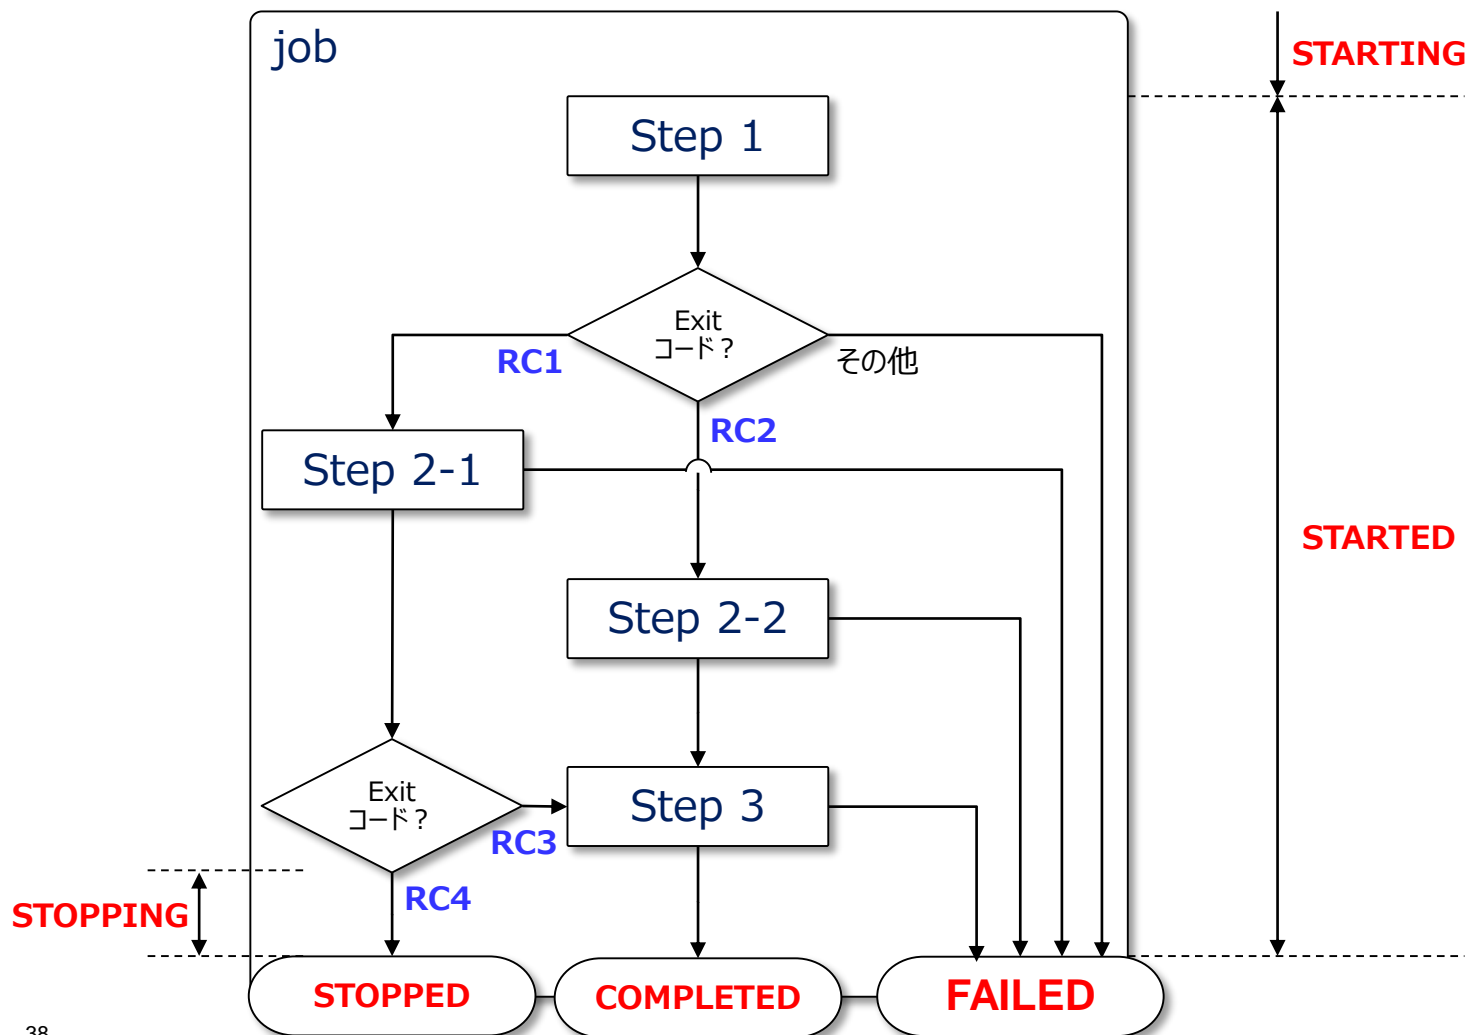 job
STARTING
Step 1
Exit
コード？
RC1
その他
RC2
Step 2-1
STARTED
Step 2-2
Exit
コード？
Step 3
RC3
RC4
STOPPING
STOPPED
COMPLETED
FAILED
38